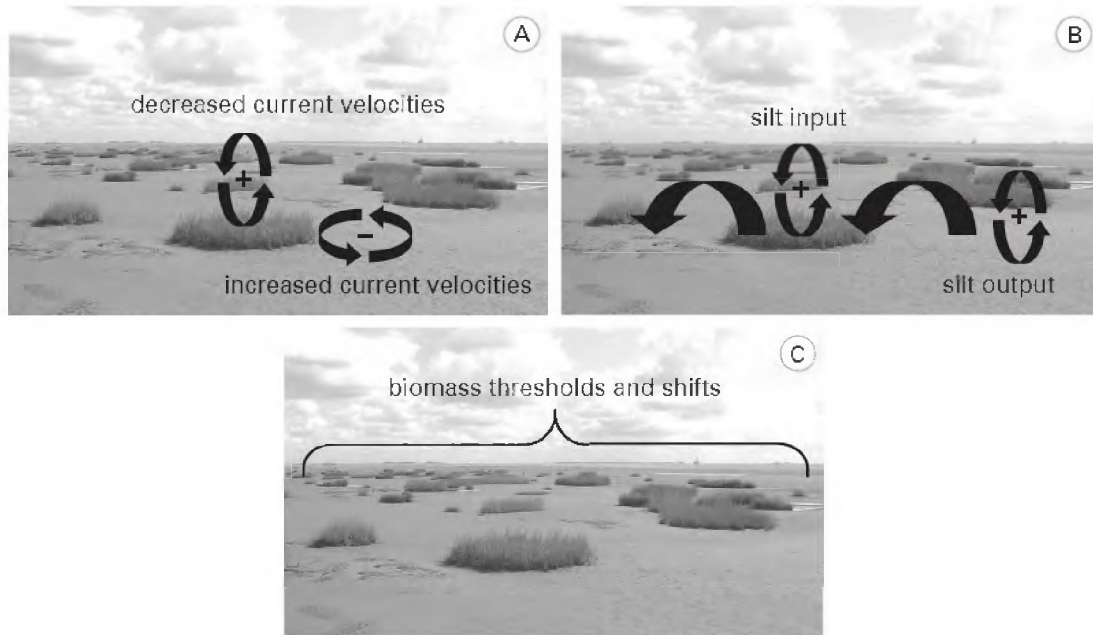 A
decreased current velocities
+
−
increased current velocities
B
silt input
+
+
silt output
C
biomass thresholds and shifts